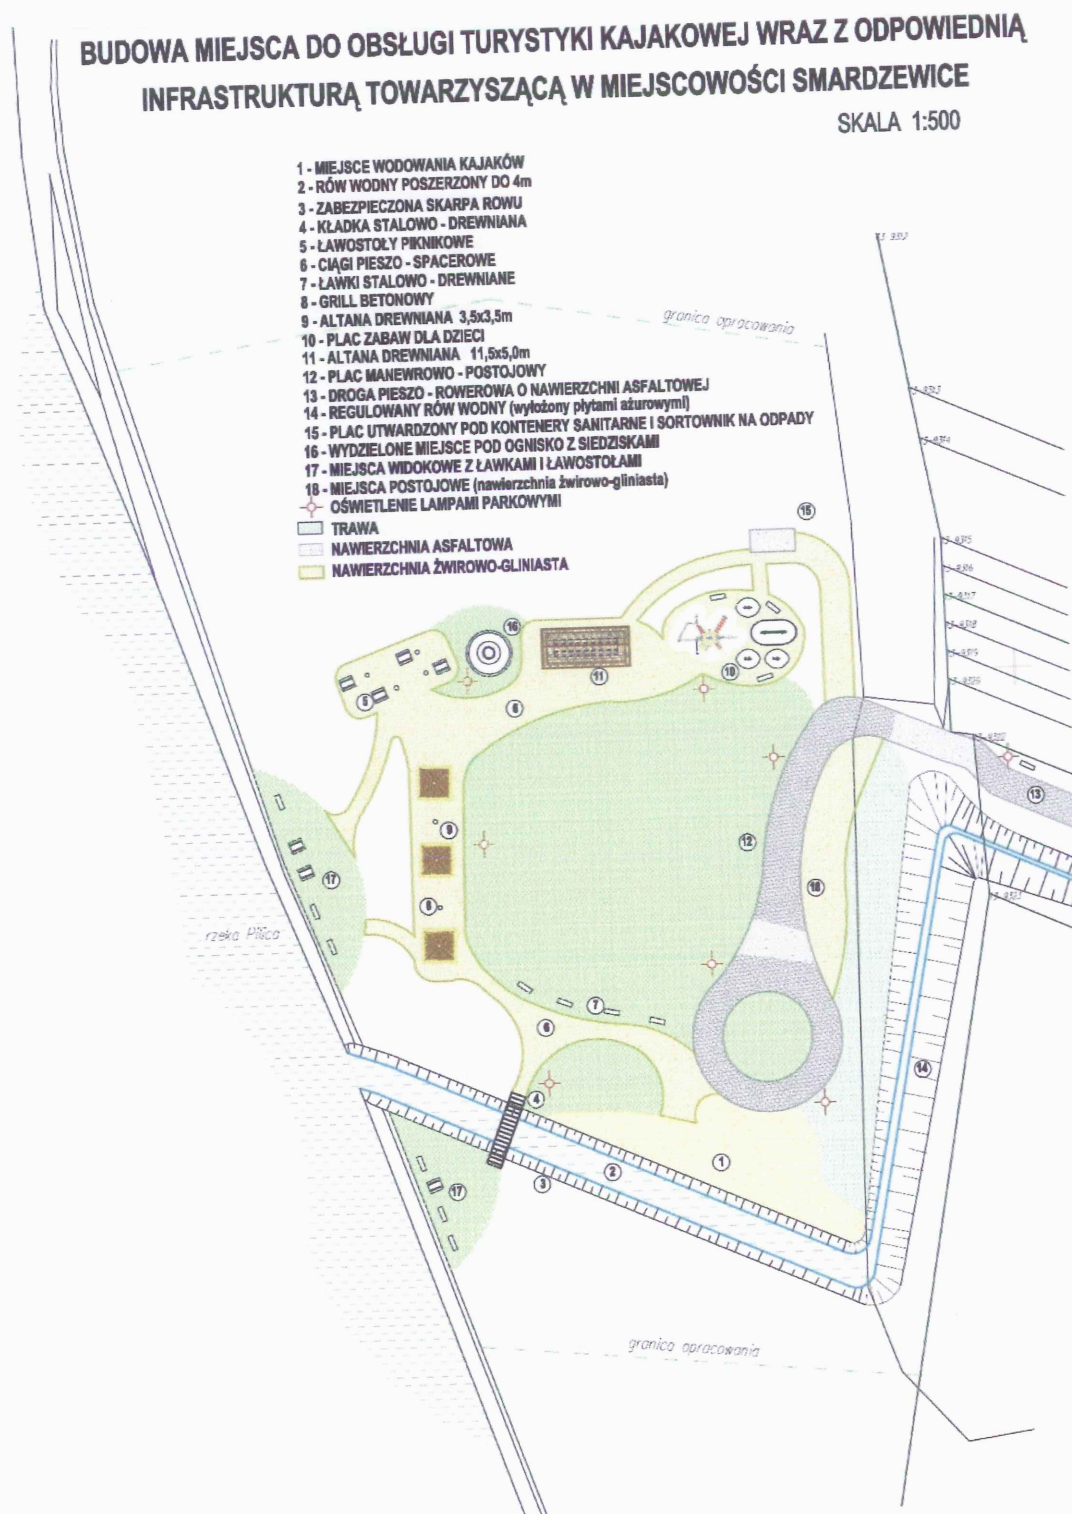 BUDOWA MIEJSCA DO OBSŁUGI TURYSTYKI KAJAKOWEJ WRAZ Z ODPOWIEDNIĄ
INFRASTRUKTURĄ TOWARZYSZĄCĄ W MIEJSCOWOŚCI SMARDZEWICE
SKALA 1:500
1 - MIEJSCE WODOWANIA KAJAKÓW
2 - RÓW WODNY POSZERZONY DO 4m
3 - ZABEZPIECZONA SKARPA ROWU
4 - KŁADKA STALOWO - DREWNIANA
5 - ŁAWOSTOŁY PIKNIKOWE
6 - CIĄGI PIESZO - SPACEROWE
7 - ŁAWKI STALOWO - DREWNIANE
8 - GRILL BETONOWY
9 - ALTANA DREWNIANA 3,5x3,5m
10 - PLAC ZABAW DLA DZIECI
11 - ALTANA DREWNIANA 11,5x5,0m
12 - PLAC MANEWROWO - POSTOJOWY
13 - DROGA PIESZO - ROWEROWA O NAWIERZCHNI ASFALTOWEJ
14 - REGULOWANY RÓW WODNY (wyłożony płytami ażurowymi)
15 - PLAC UTWARDZONY POD KONTENERY SANITARNE I SORTOWNIK NA ODPADY
16 - WYDZIELONE MIEJSCE POD OGNISKO Z SIEDZISKAMI
17 - MIEJSCA WIDOKOWE Z ŁAWKAMI I ŁAWOSTOŁAMI
18 - MIEJSCA POSTOJOWE (nawierzchnia żwirowo-gliniasta)
OŚWIETLENIE LAMPAMI PARKOWYMI
TRAWA
NAWIERZCHNIA ASFALTOWA
NAWIERZCHNIA ŻWIROWO-GLINIASTA
granica opracowania
15
16
11
10
5
6
13
9
12
17
18
8
rzeka Pilica
7
6
14
4
1
2
3
17
granica opracowania